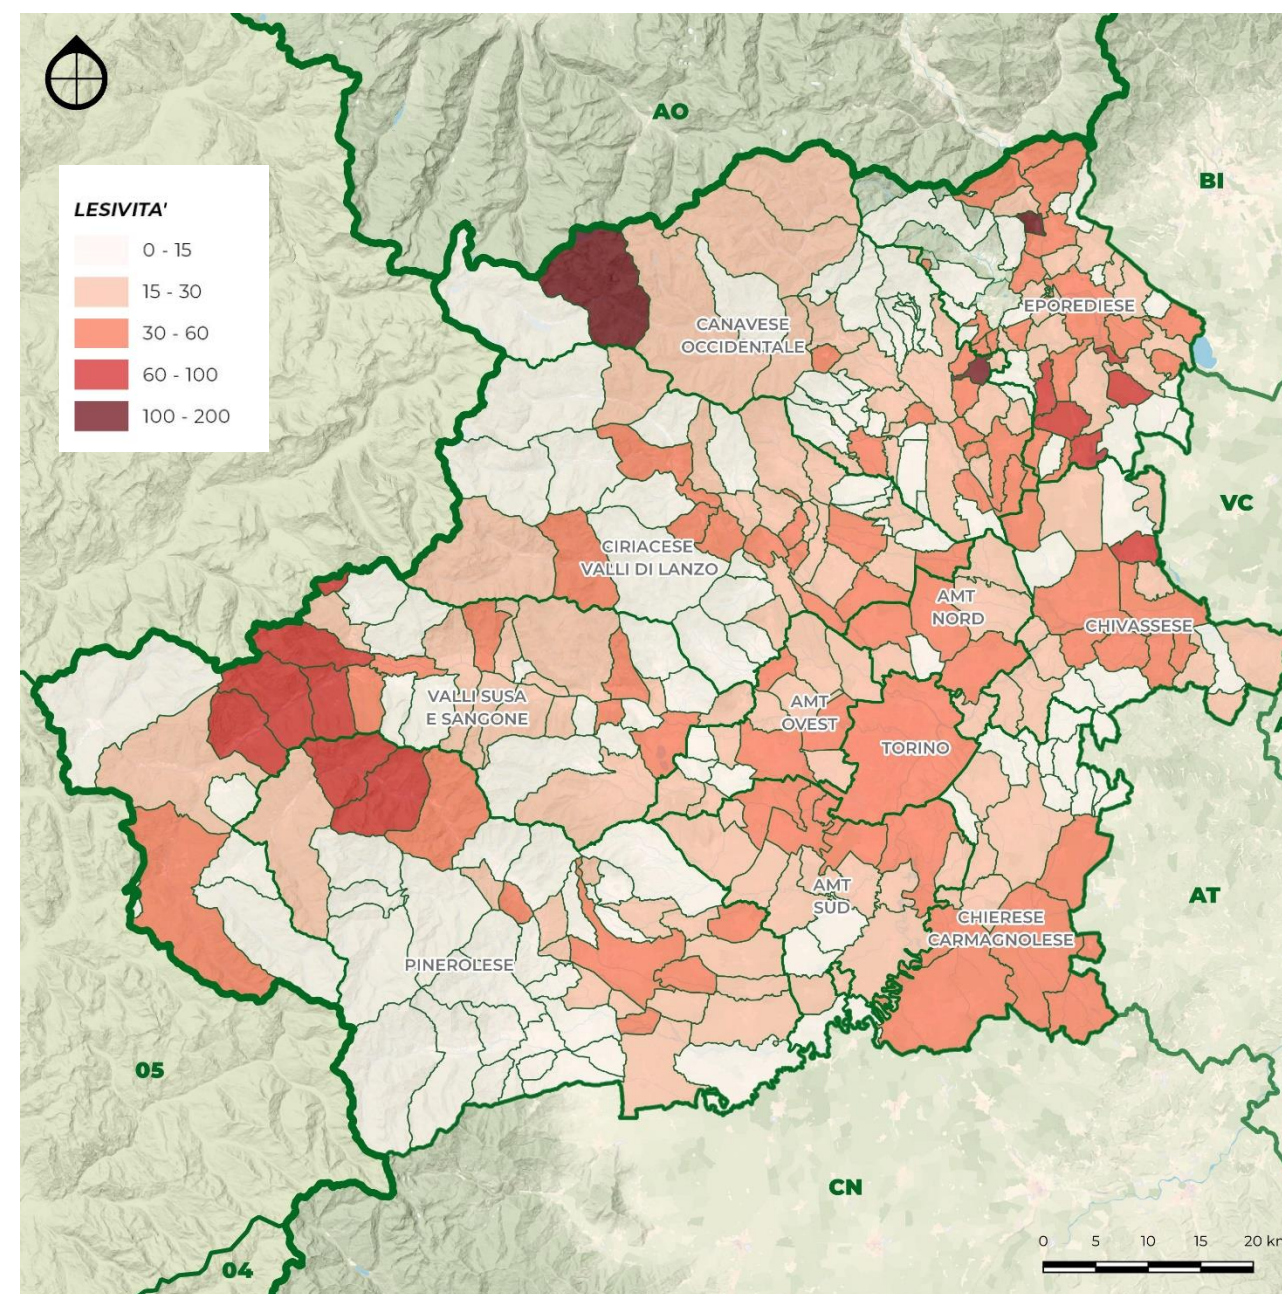 AO
BI
LESIVITA'
0 - 15
15 - 30
30 - 60
60 - 100
100 - 200
EPOREDIESE
CANAVESE
OCCIDENTALE
VC
CIRIACESE
VALLI DI LANZO
AMT
NORD
CHIVASSESE
VALLI SUSA
E SANGONE
AMT
OVEST
TORINO
AMT
SUD
AT
CHIERESE
CARMAGNOLESE
PINEROLESE
05
CN
0 5 10 15 20 km
04